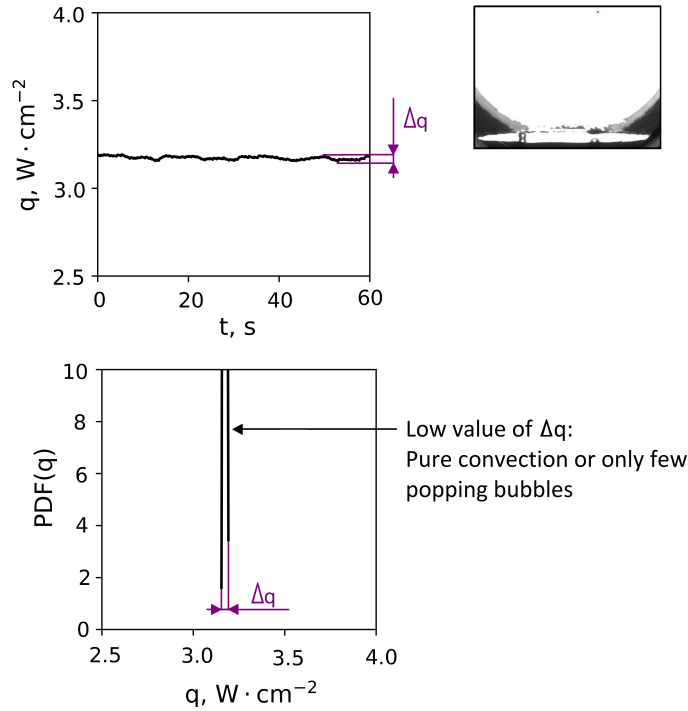 4.0
3.5
3.0
2.5
q, W · cm⁻²
0
20
40
60
t, s
Δq
10
8
6
4
2
0
PDF(q)
Low value of Δq:
Pure convection or only few
popping bubbles
Δq
2.5
3.0
3.5
4.0
q, W · cm⁻²